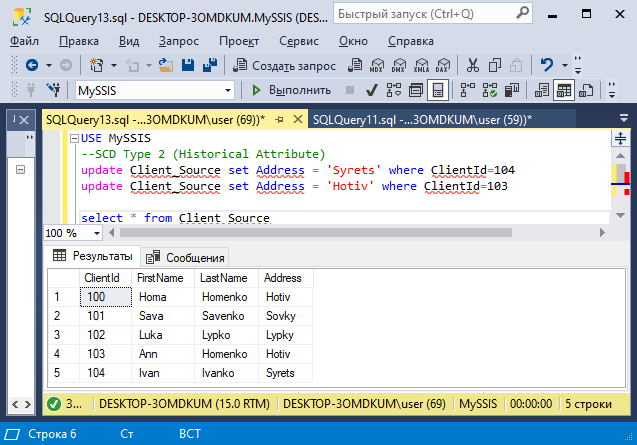 SQLQuery13.sql - DESKTOP-3OMDKUM.MySSIS (DES...
Быстрый запуск (Ctrl+Q)
Файл Правка Вид Запрос Проект Сервис Окно Справка
Создать запрос MDX DMX XMLA DAX
MySSIS Выполнить
SQLQuery13.sql -...3OMDKUM\user (69))* SQLQuery11.sql -...3OMDKUM\user (59))*
USE MySSIS
--SCD Type 2 (Historical Attribute)
update Client_Source set Address = 'Syrets' where ClientId=104
update Client_Source set Address = 'Hotiv' where ClientId=103
select * from Client_Source
100 %
Результаты Сообщения
ClientId FirstName LastName Address
1 100 Homa Homenko Hotiv
2 101 Sava Savenko Sovky
3 102 Luka Lypko Lypky
4 103 Ann Homenko Hotiv
5 104 Ivan Ivanko Syrets
З... DESKTOP-3OMDKUM (15.0 RTM) DESKTOP-3OMDKUM\user (69) MySSIS 00:00:00 5 строки
Строка 6 Ст ВСТ